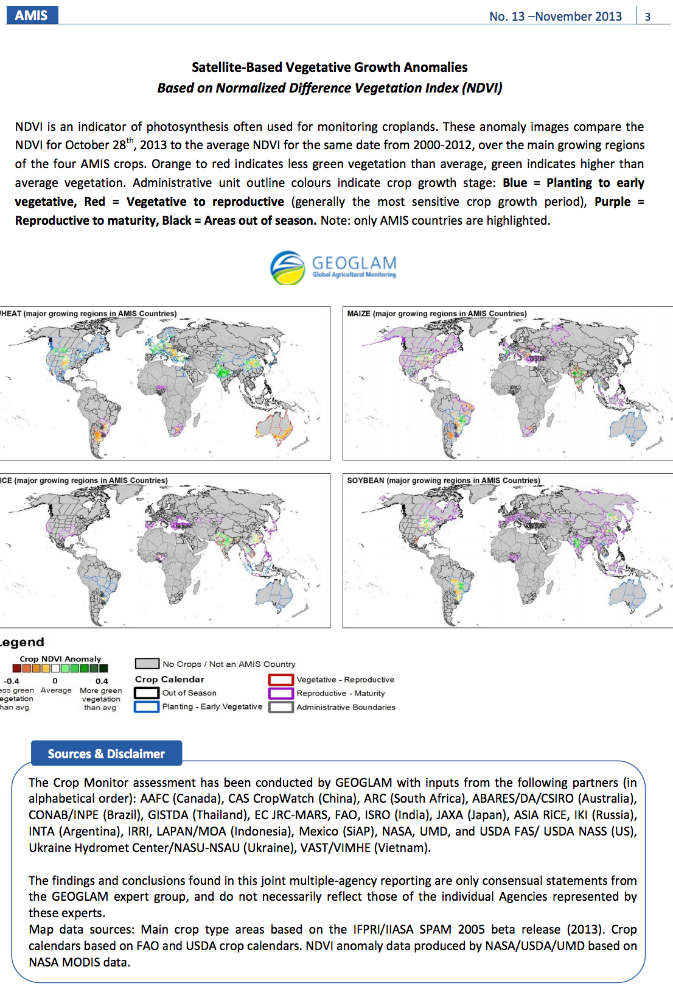 AMIS
No. 13 –November 2013 3
Satellite-Based Vegetative Growth Anomalies
Based on Normalized Difference Vegetation Index (NDVI)
NDVI is an indicator of photosynthesis often used for monitoring croplands. These anomaly images compare the
NDVI for October 28th, 2013 to the average NDVI for the same date from 2000-2012, over the main growing regions
of the four AMIS crops. Orange to red indicates less green vegetation than average, green indicates higher than
average vegetation. Administrative unit outline colours indicate crop growth stage: Blue = Planting to early
vegetative, Red = Vegetative to reproductive (generally the most sensitive crop growth period), Purple =
Reproductive to maturity, Black = Areas out of season. Note: only AMIS countries are highlighted.
GEOGLAM
Global Agricultural Monitoring
HEAT (major growing regions in AMIS Countries)
MAIZE (major growing regions in AMIS Countries)
ICE (major growing regions in AMIS Countries)
SOYBEAN (major growing regions in AMIS Countries)
egend
Crop NDVI Anomaly
-0.4 0 0.4
ess green Average More green
egetation vegetation
han avg than avg
No Crops / Not an AMIS Country
Crop Calendar
Out of Season
Planting - Early Vegetative
Vegetative - Reproductive
Reproductive - Maturity
Administrative Boundaries
Sources & Disclaimer
The Crop Monitor assessment has been conducted by GEOGLAM with inputs from the following partners (in
alphabetical order): AAFC (Canada), CAS CropWatch (China), ARC (South Africa), ABARES/DA/CSIRO (Australia),
CONAB/INPE (Brazil), GISTDA (Thailand), EC JRC-MARS, FAO, ISRO (India), JAXA (Japan), ASIA RiCE, IKI (Russia),
INTA (Argentina), IRRI, LAPAN/MOA (Indonesia), Mexico (SiAP), NASA, UMD, and USDA FAS/ USDA NASS (US),
Ukraine Hydromet Center/NASU-NSAU (Ukraine), VAST/VIMHE (Vietnam).
The findings and conclusions found in this joint multiple-agency reporting are only consensual statements from
the GEOGLAM expert group, and do not necessarily reflect those of the individual Agencies represented by
these experts.
Map data sources: Main crop type areas based on the IFPRI/IIASA SPAM 2005 beta release (2013). Crop
calendars based on FAO and USDA crop calendars. NDVI anomaly data produced by NASA/USDA/UMD based on
NASA MODIS data.